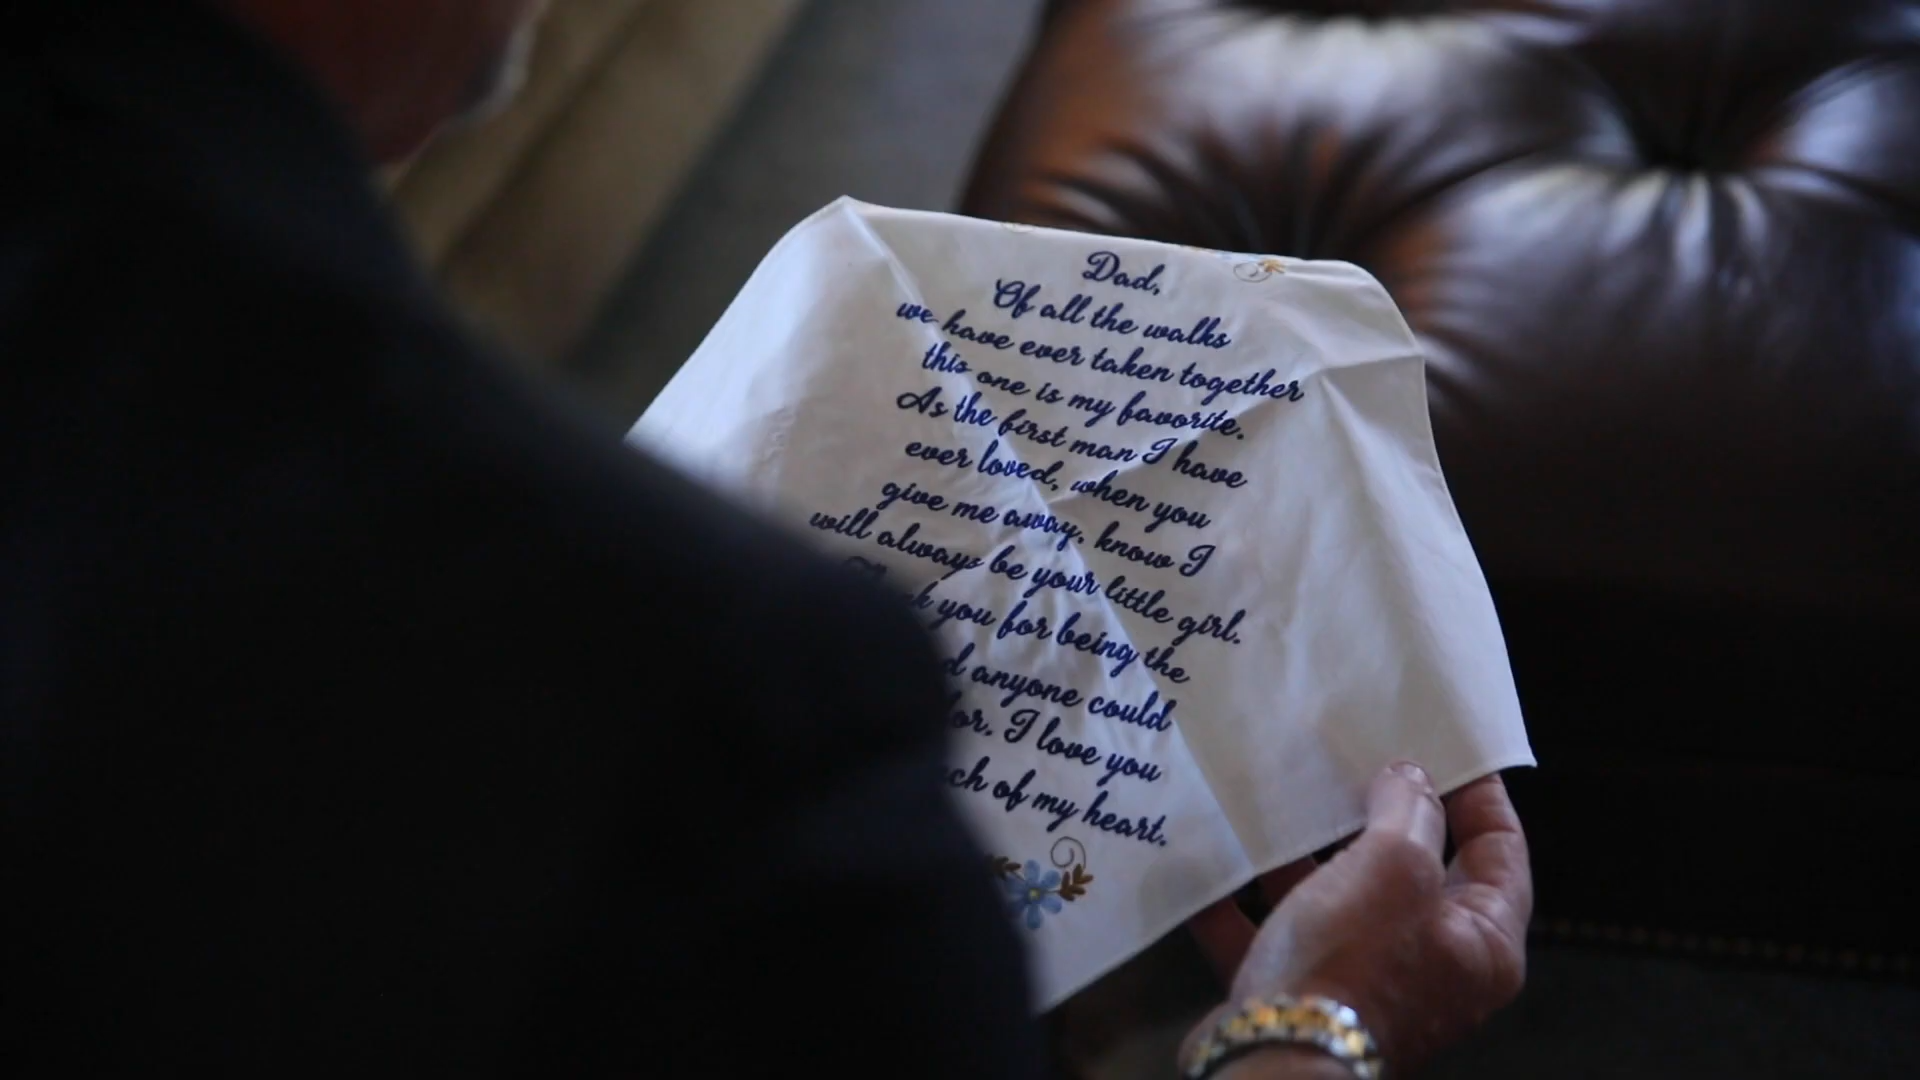 Dad,
Of all the walks
we have ever taken together
this one is my favorite.
As the first man I have
ever loved, when you
give me away, know I
will always be your little girl.
you for being the
anyone could
I love you
of my heart.